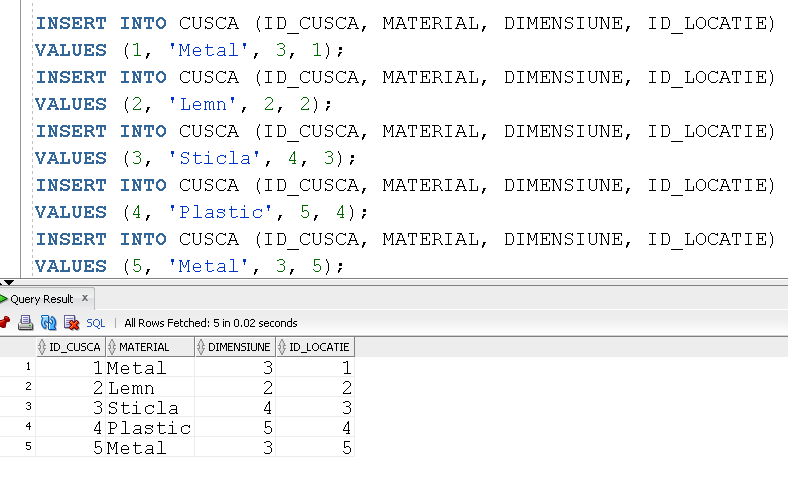 INSERT INTO CUSCA (ID_CUSCA, MATERIAL, DIMENSIUNE, ID_LOCATIE)
VALUES (1, 'Metal', 3, 1);
INSERT INTO CUSCA (ID_CUSCA, MATERIAL, DIMENSIUNE, ID_LOCATIE)
VALUES (2, 'Lemn', 2, 2);
INSERT INTO CUSCA (ID_CUSCA, MATERIAL, DIMENSIUNE, ID_LOCATIE)
VALUES (3, 'Sticla', 4, 3);
INSERT INTO CUSCA (ID_CUSCA, MATERIAL, DIMENSIUNE, ID_LOCATIE)
VALUES (4, 'Plastic', 5, 4);
INSERT INTO CUSCA (ID_CUSCA, MATERIAL, DIMENSIUNE, ID_LOCATIE)
VALUES (5, 'Metal', 3, 5);
Query Result x
SQL | All Rows Fetched: 5 in 0.02 seconds
ID_CUSCA MATERIAL DIMENSIUNE ID_LOCATIE
1 1 Metal 3 1
2 2 Lemn 2 2
3 3 Sticla 4 3
4 4 Plastic 5 4
5 5 Metal 3 5